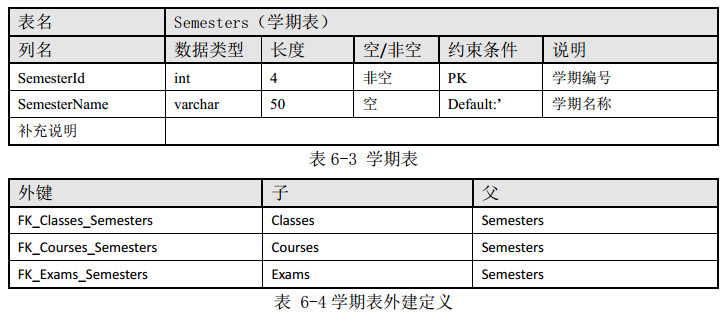 表名 Semesters（学期表）
列名 数据类型 长度 空/非空 约束条件 说明
SemesterId int 4 非空 PK 学期编号
SemesterName varchar 50 空 Default:’ 学期名称
补充说明
表 6-3 学期表
外键 子 父
FK_Classes_Semesters Classes Semesters
FK_Courses_Semesters Courses Semesters
FK_Exams_Semesters Exams Semesters
表 6-4学期表外建定义